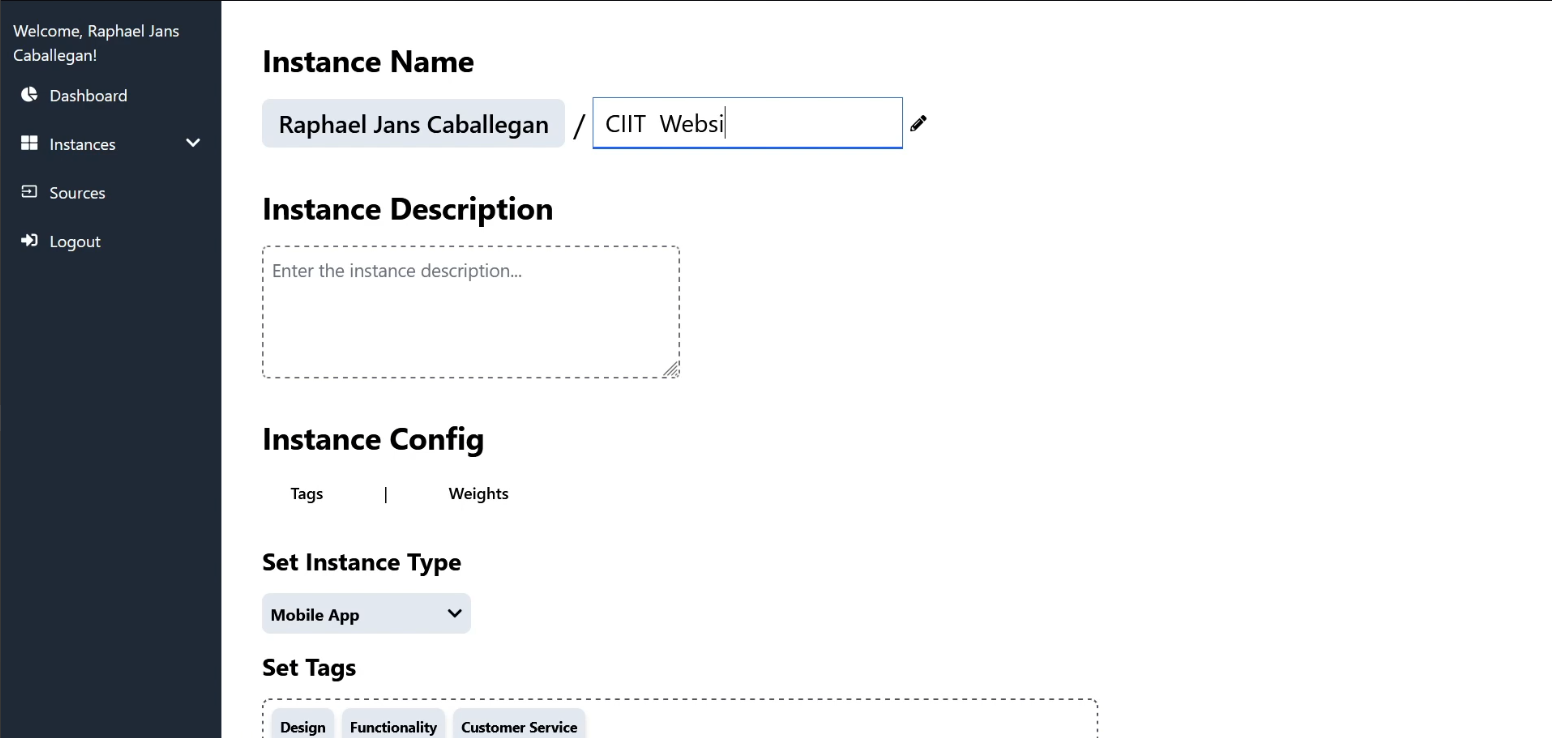 Welcome, Raphael Jans
Caballegan!
Dashboard
Instances
Sources
Logout
Instance Name
Raphael Jans Caballegan / CIIT  Websi
Instance Description
Enter the instance description...
Instance Config
Tags | Weights
Set Instance Type
Mobile App
Set Tags
Design Functionality Customer Service